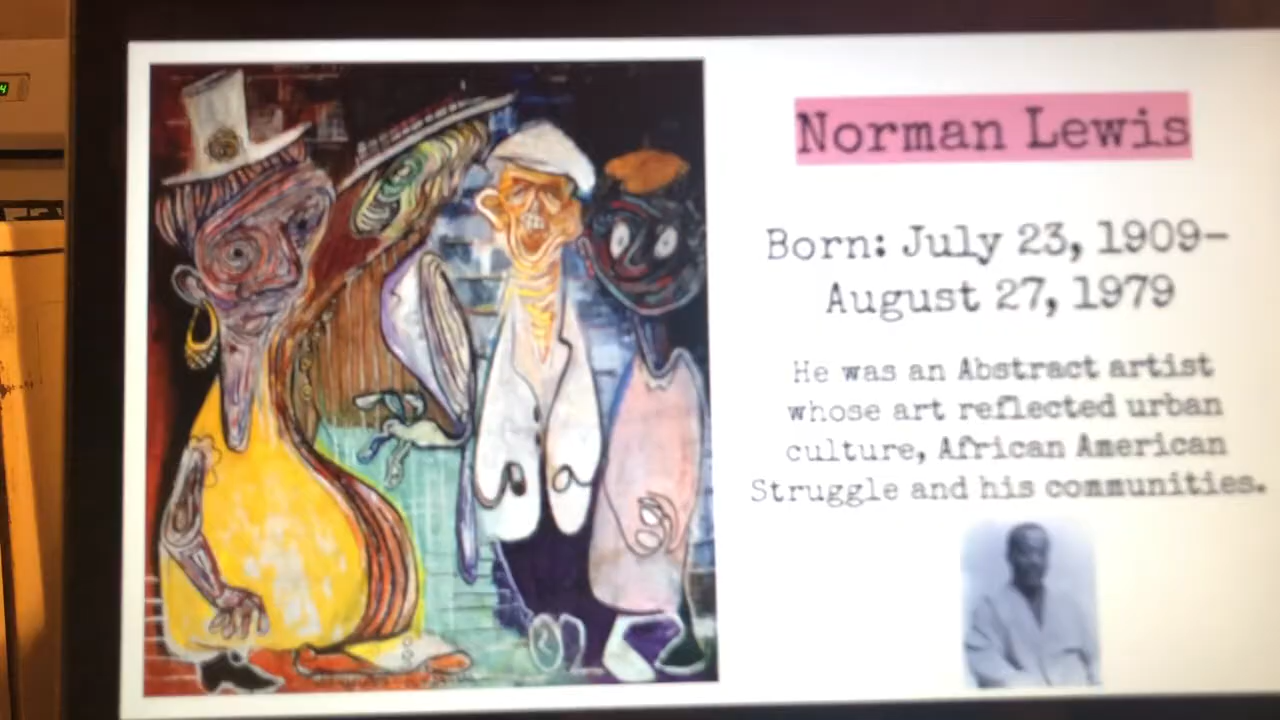 Norman Lewis
Born: July 23, 1909-
August 27, 1979
He was an Abstract artist
whose art reflected urban
culture, African American
Struggle and his communities.